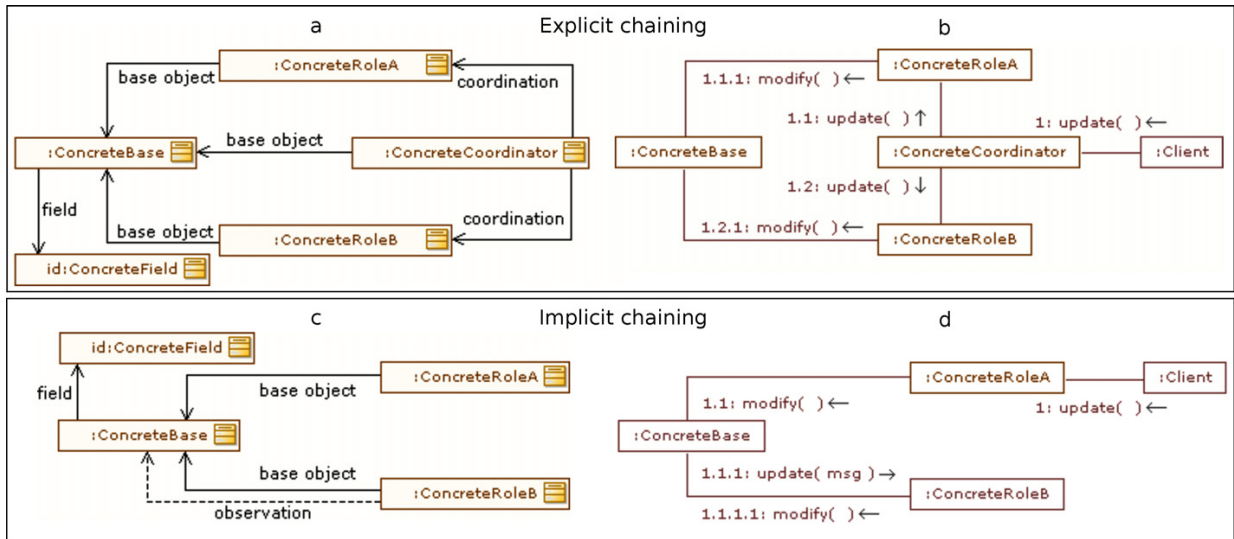 a Explicit chaining b
:ConcreteRoleA
base object
coordination
:ConcreteBase
base object
:ConcreteCoordinator
field
base object
coordination
:ConcreteRoleB
id:ConcreteField
:ConcreteRoleA
1.1.1: modify( ) ←
1.1: update( ) ↑
1: update( ) ←
:ConcreteBase
:ConcreteCoordinator
:Client
1.2: update( ) ↓
1.2.1: modify( ) ←
:ConcreteRoleB
c Implicit chaining d
id:ConcreteField
field
:ConcreteRoleA
base object
:ConcreteBase
base object
:ConcreteRoleB
observation
:ConcreteRoleA
:Client
1.1: modify( ) ←
1: update( ) ←
:ConcreteBase
1.1.1: update( msg ) →
:ConcreteRoleB
1.1.1.1: modify( ) ←